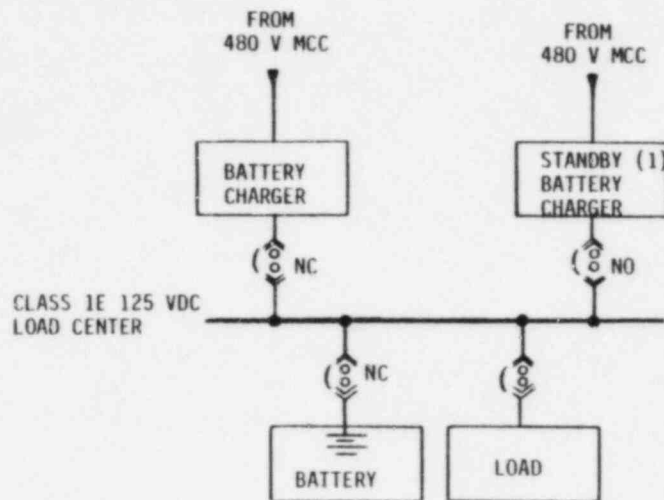 FROM
480 V MCC
FROM
480 V MCC
BATTERY
CHARGER
STANDBY (1)
BATTERY
CHARGER
NC
NO
CLASS 1E 125 VDC
LOAD CENTER
NC
BATTERY
LOAD